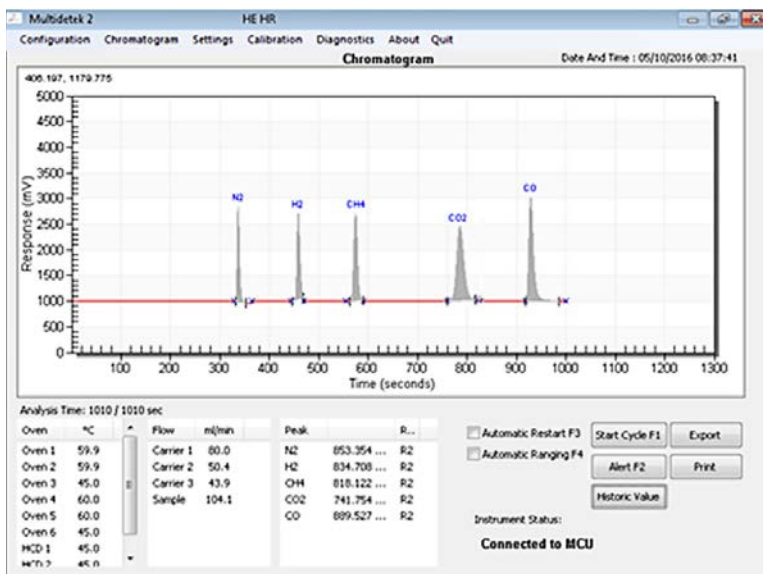 Multidetek 2 HE HR
Configuration Chromatogram Settings Calibration Diagnostics About Quit
Chromatogram Date And Time : 05/10/2016 08:37:41
406.197, 1179.775
5000
4500
4000
3500
3000
2500
2000
1500
1000
500
0
Response (mV)
N2 H2 CH4 CO2 CO
100 200 300 400 500 600 700 800 900 1000 1100 1200 1300
Time (seconds)
Analysis Time: 1010 / 1010 sec
Oven °C Flow ml/min Peak R...
Oven 1 59.9 Carrier 1 80.0 N2 853.354 ... R2
Oven 2 59.9 Carrier 2 50.4 H2 834.708 ... R2
Oven 3 45.0 Carrier 3 43.9 CH4 818.122 ... R2
Oven 4 60.0 Sample 104.1 CO2 741.754 ... R2
Oven 5 60.0 CO 889.527 ... R2
Oven 6 45.0
HCD 1 45.0
HCD 2 45.0
Automatic Restart F3 Start Cycle F1 Export
Automatic Ranging F4 Alert F2 Print
Historic Value
Instrument Status:
Connected to MCU